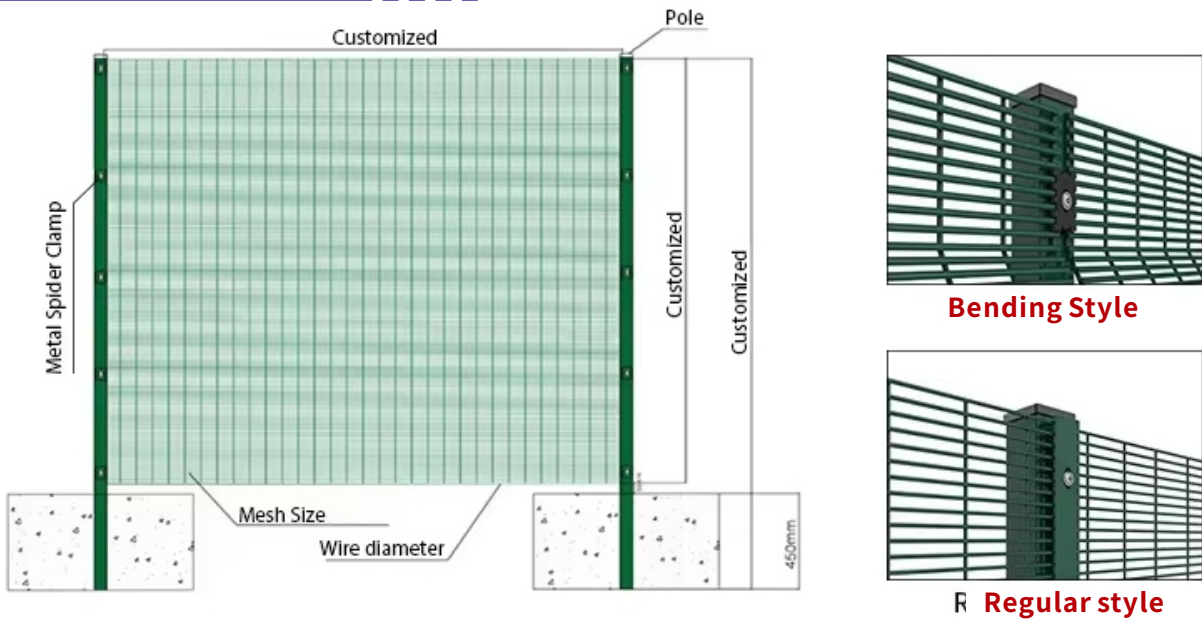 Pole
Customized
Metal Spider Clamp
Customized
Customized
Mesh Size
Wire diameter
450mm
Bending Style
R Regular style